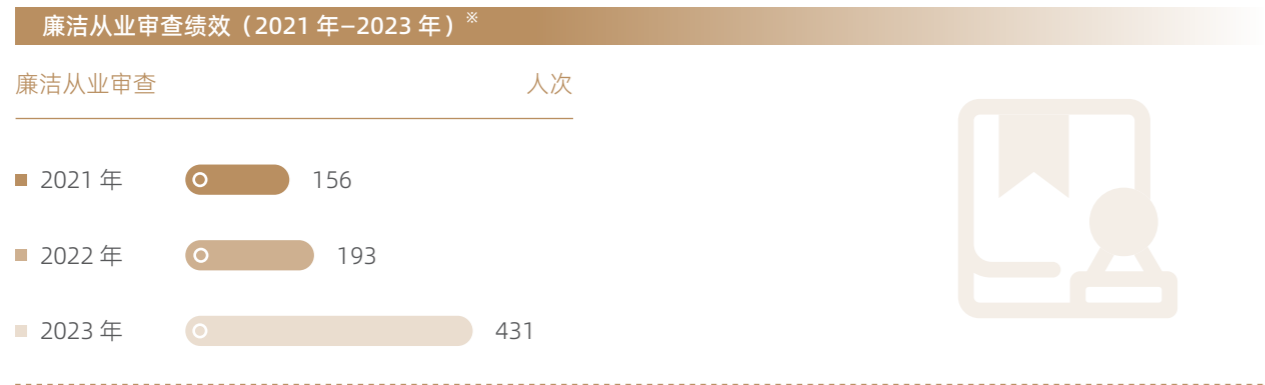 廉洁从业审查绩效（2021 年–2023 年）※
廉洁从业审查 人次
2021 年 156
2022 年 193
2023 年 431